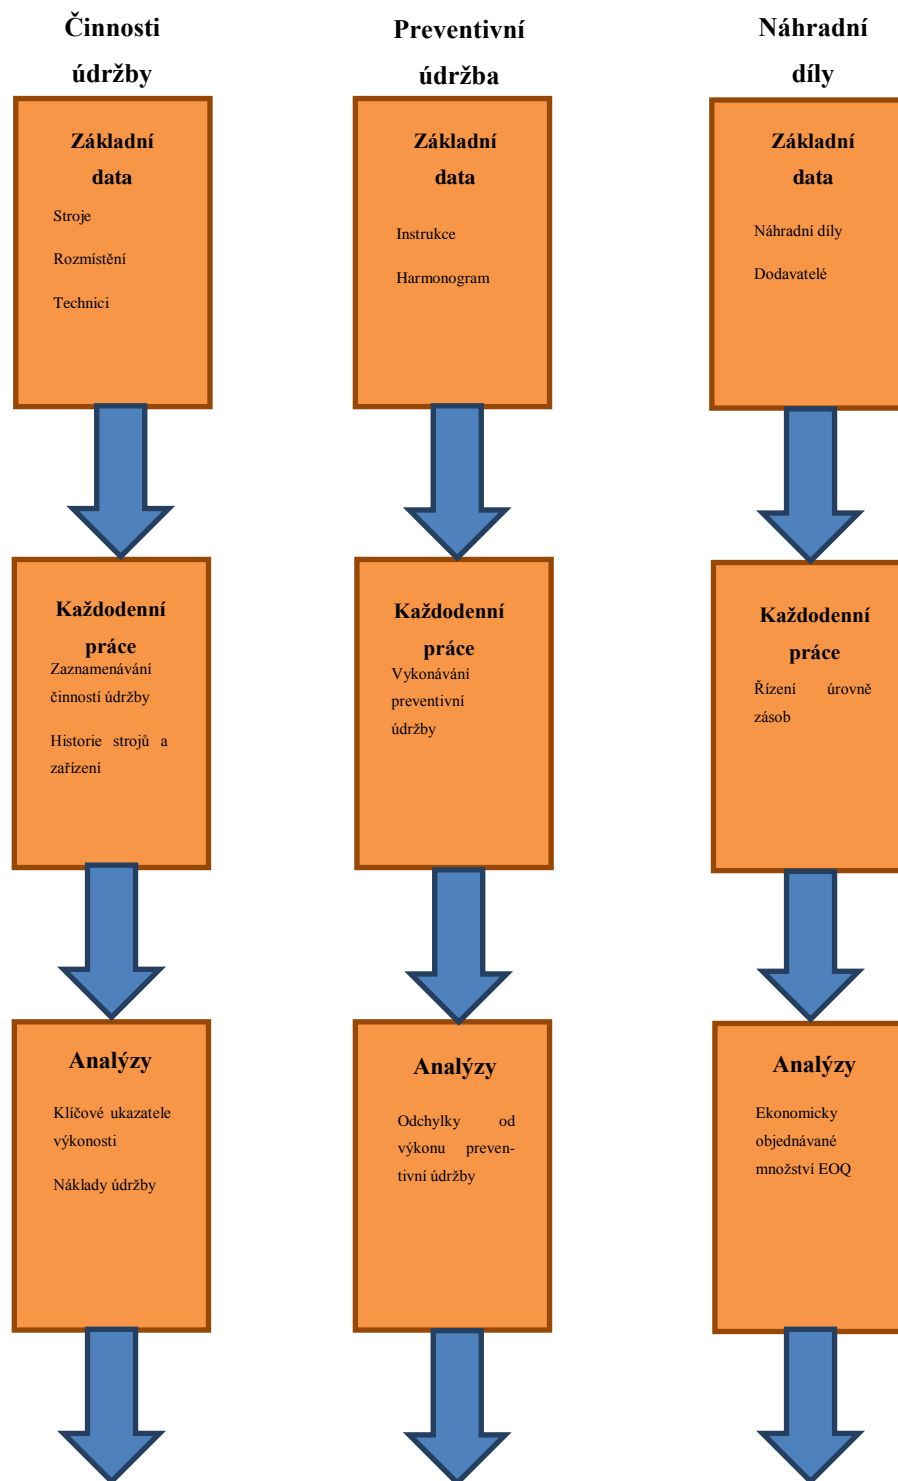 Činnosti
údržby
Preventivní
údržba
Náhradní
díly
Základní
data
Stroje
Rozmístění
Technici
Základní
data
Instrukce
Harmonogram
Základní
data
Náhradní díly
Dodavatelé
Každodenní
práce
Zaznamenávání
činností údržby
Historie strojů a
zařízení
Každodenní
práce
Vykonávání
preventivní
údržby
Každodenní
práce
Řízení úrovně
zásob
Analýzy
Klíčové ukazatele
výkonosti
Náklady údržby
Analýzy
Odchylky od
výkonu preven-
tivní údržby
Analýzy
Ekonomicky
objednávané
množství EOQ